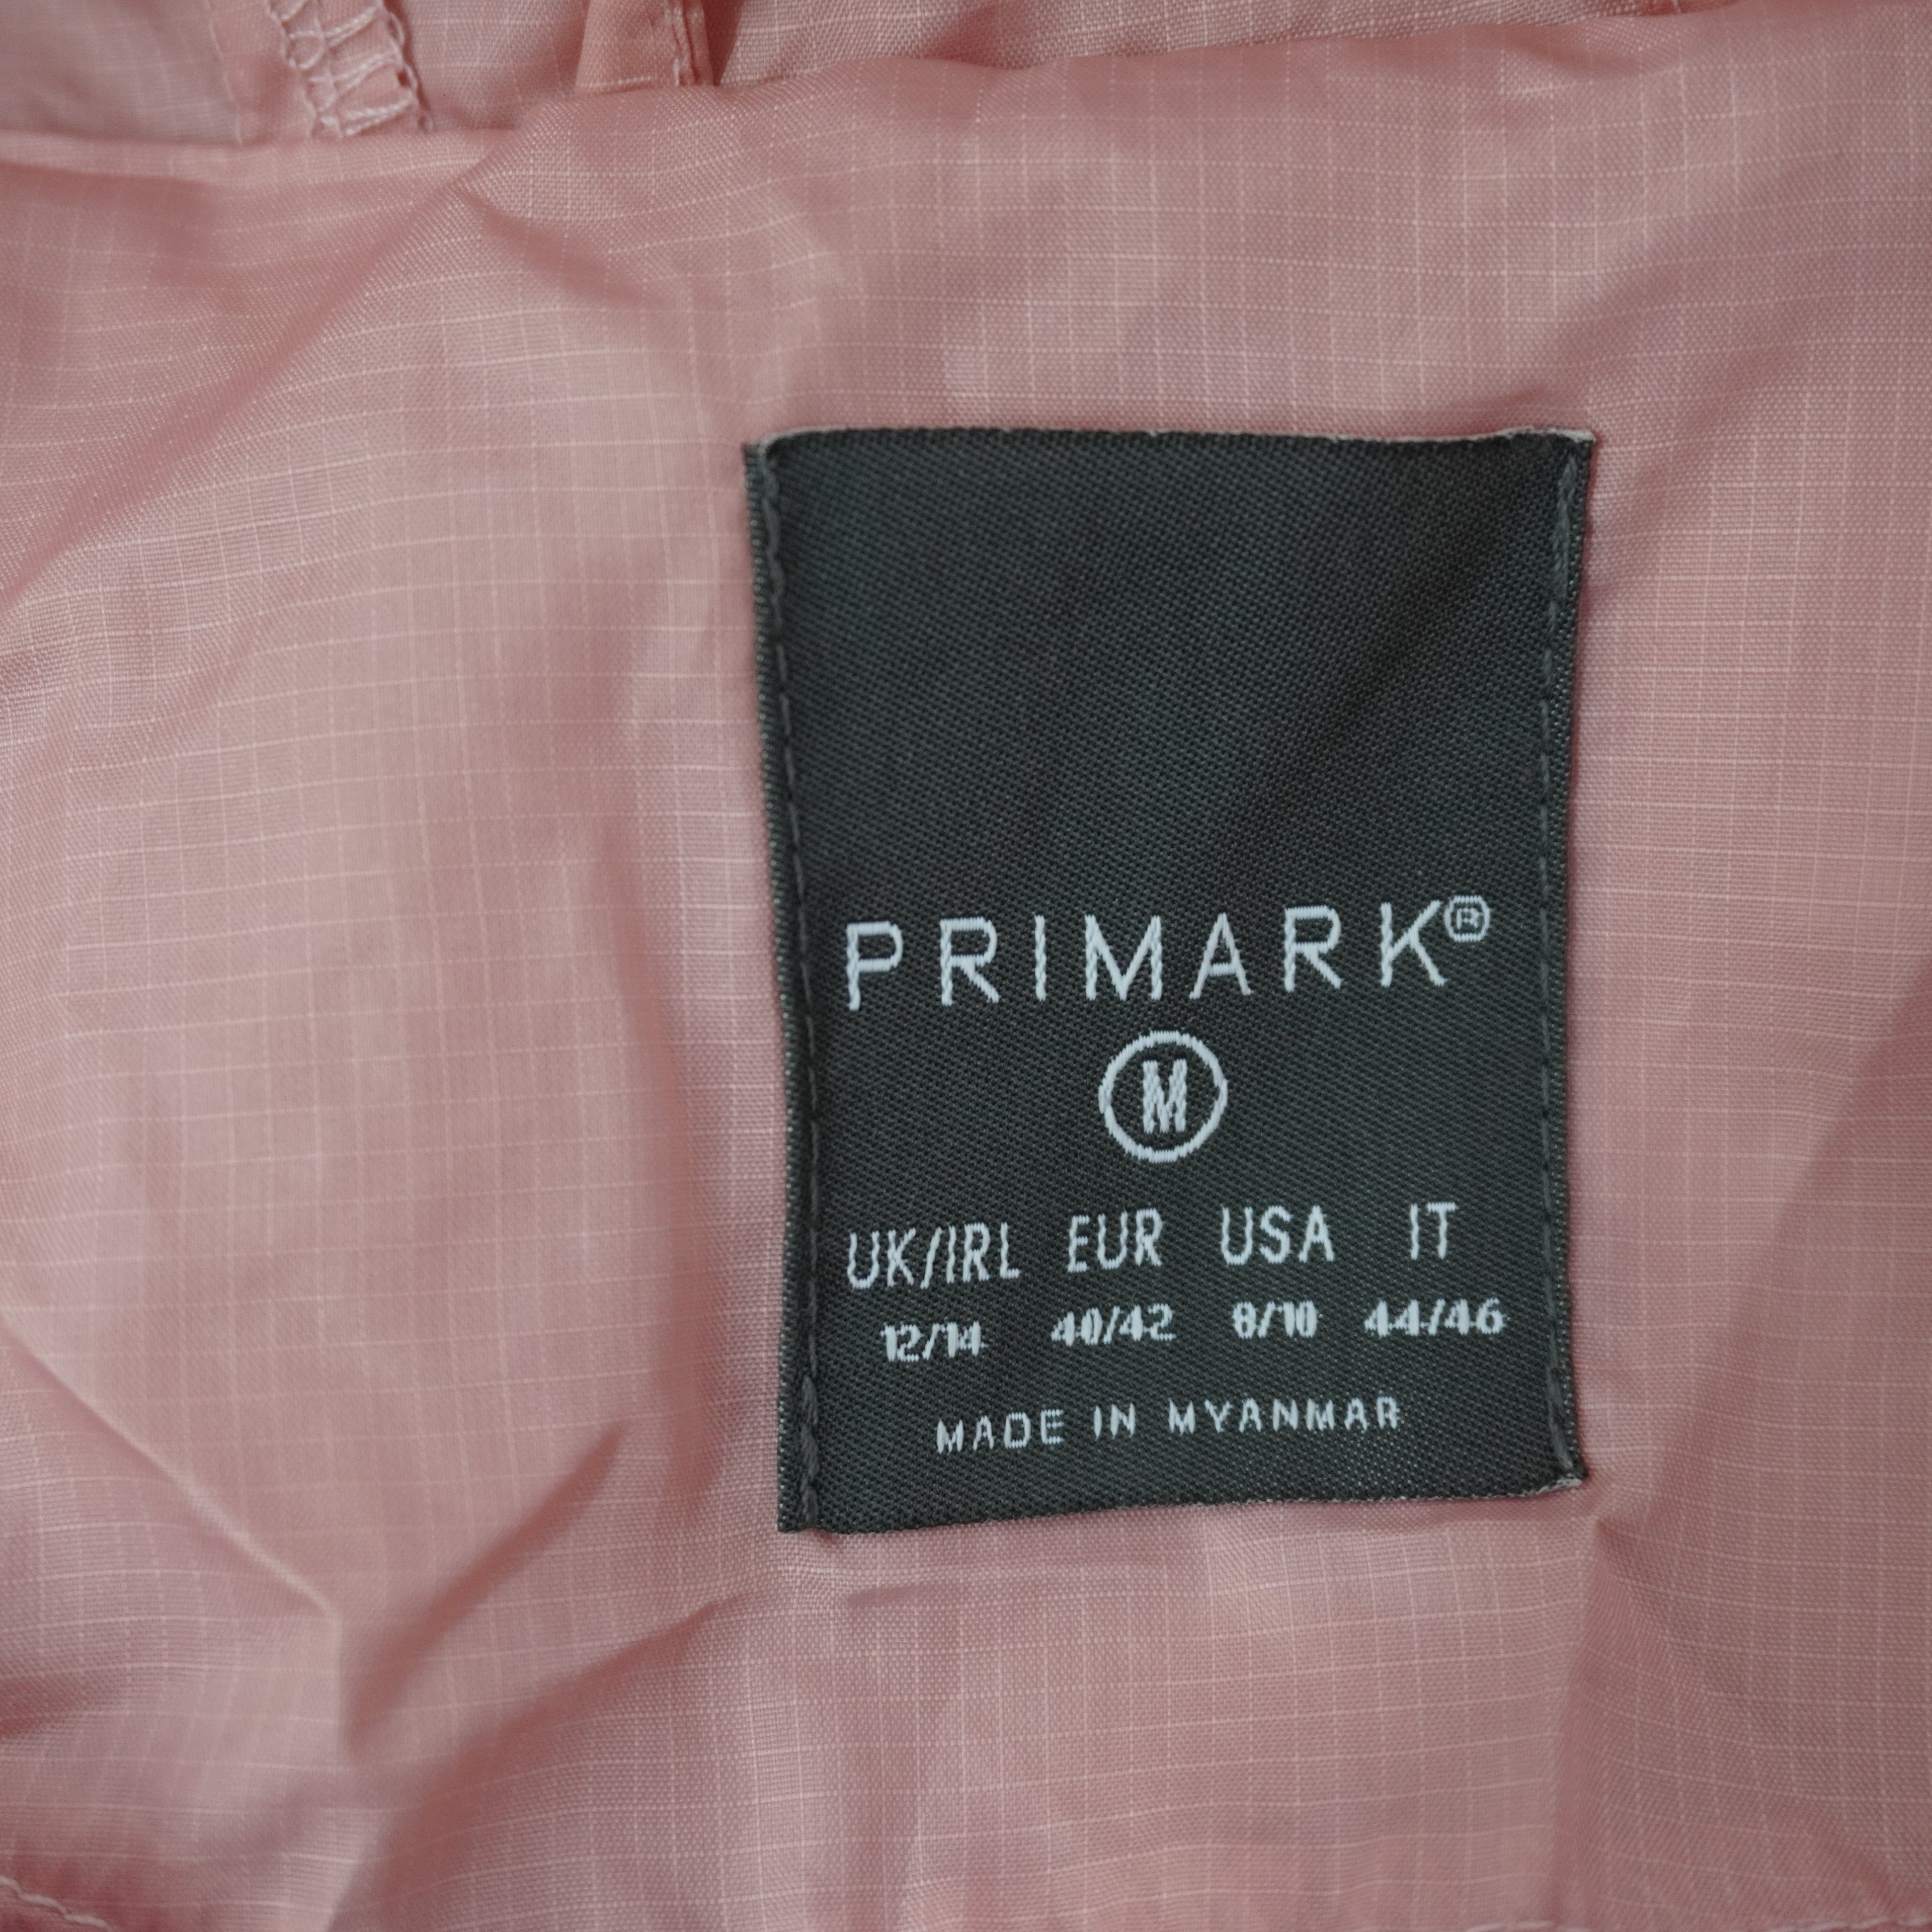 PRIMARK®
M
UK/IRL EUR USA IT
12/14 40/42 8/10 44/46
MADE IN MYANMAR